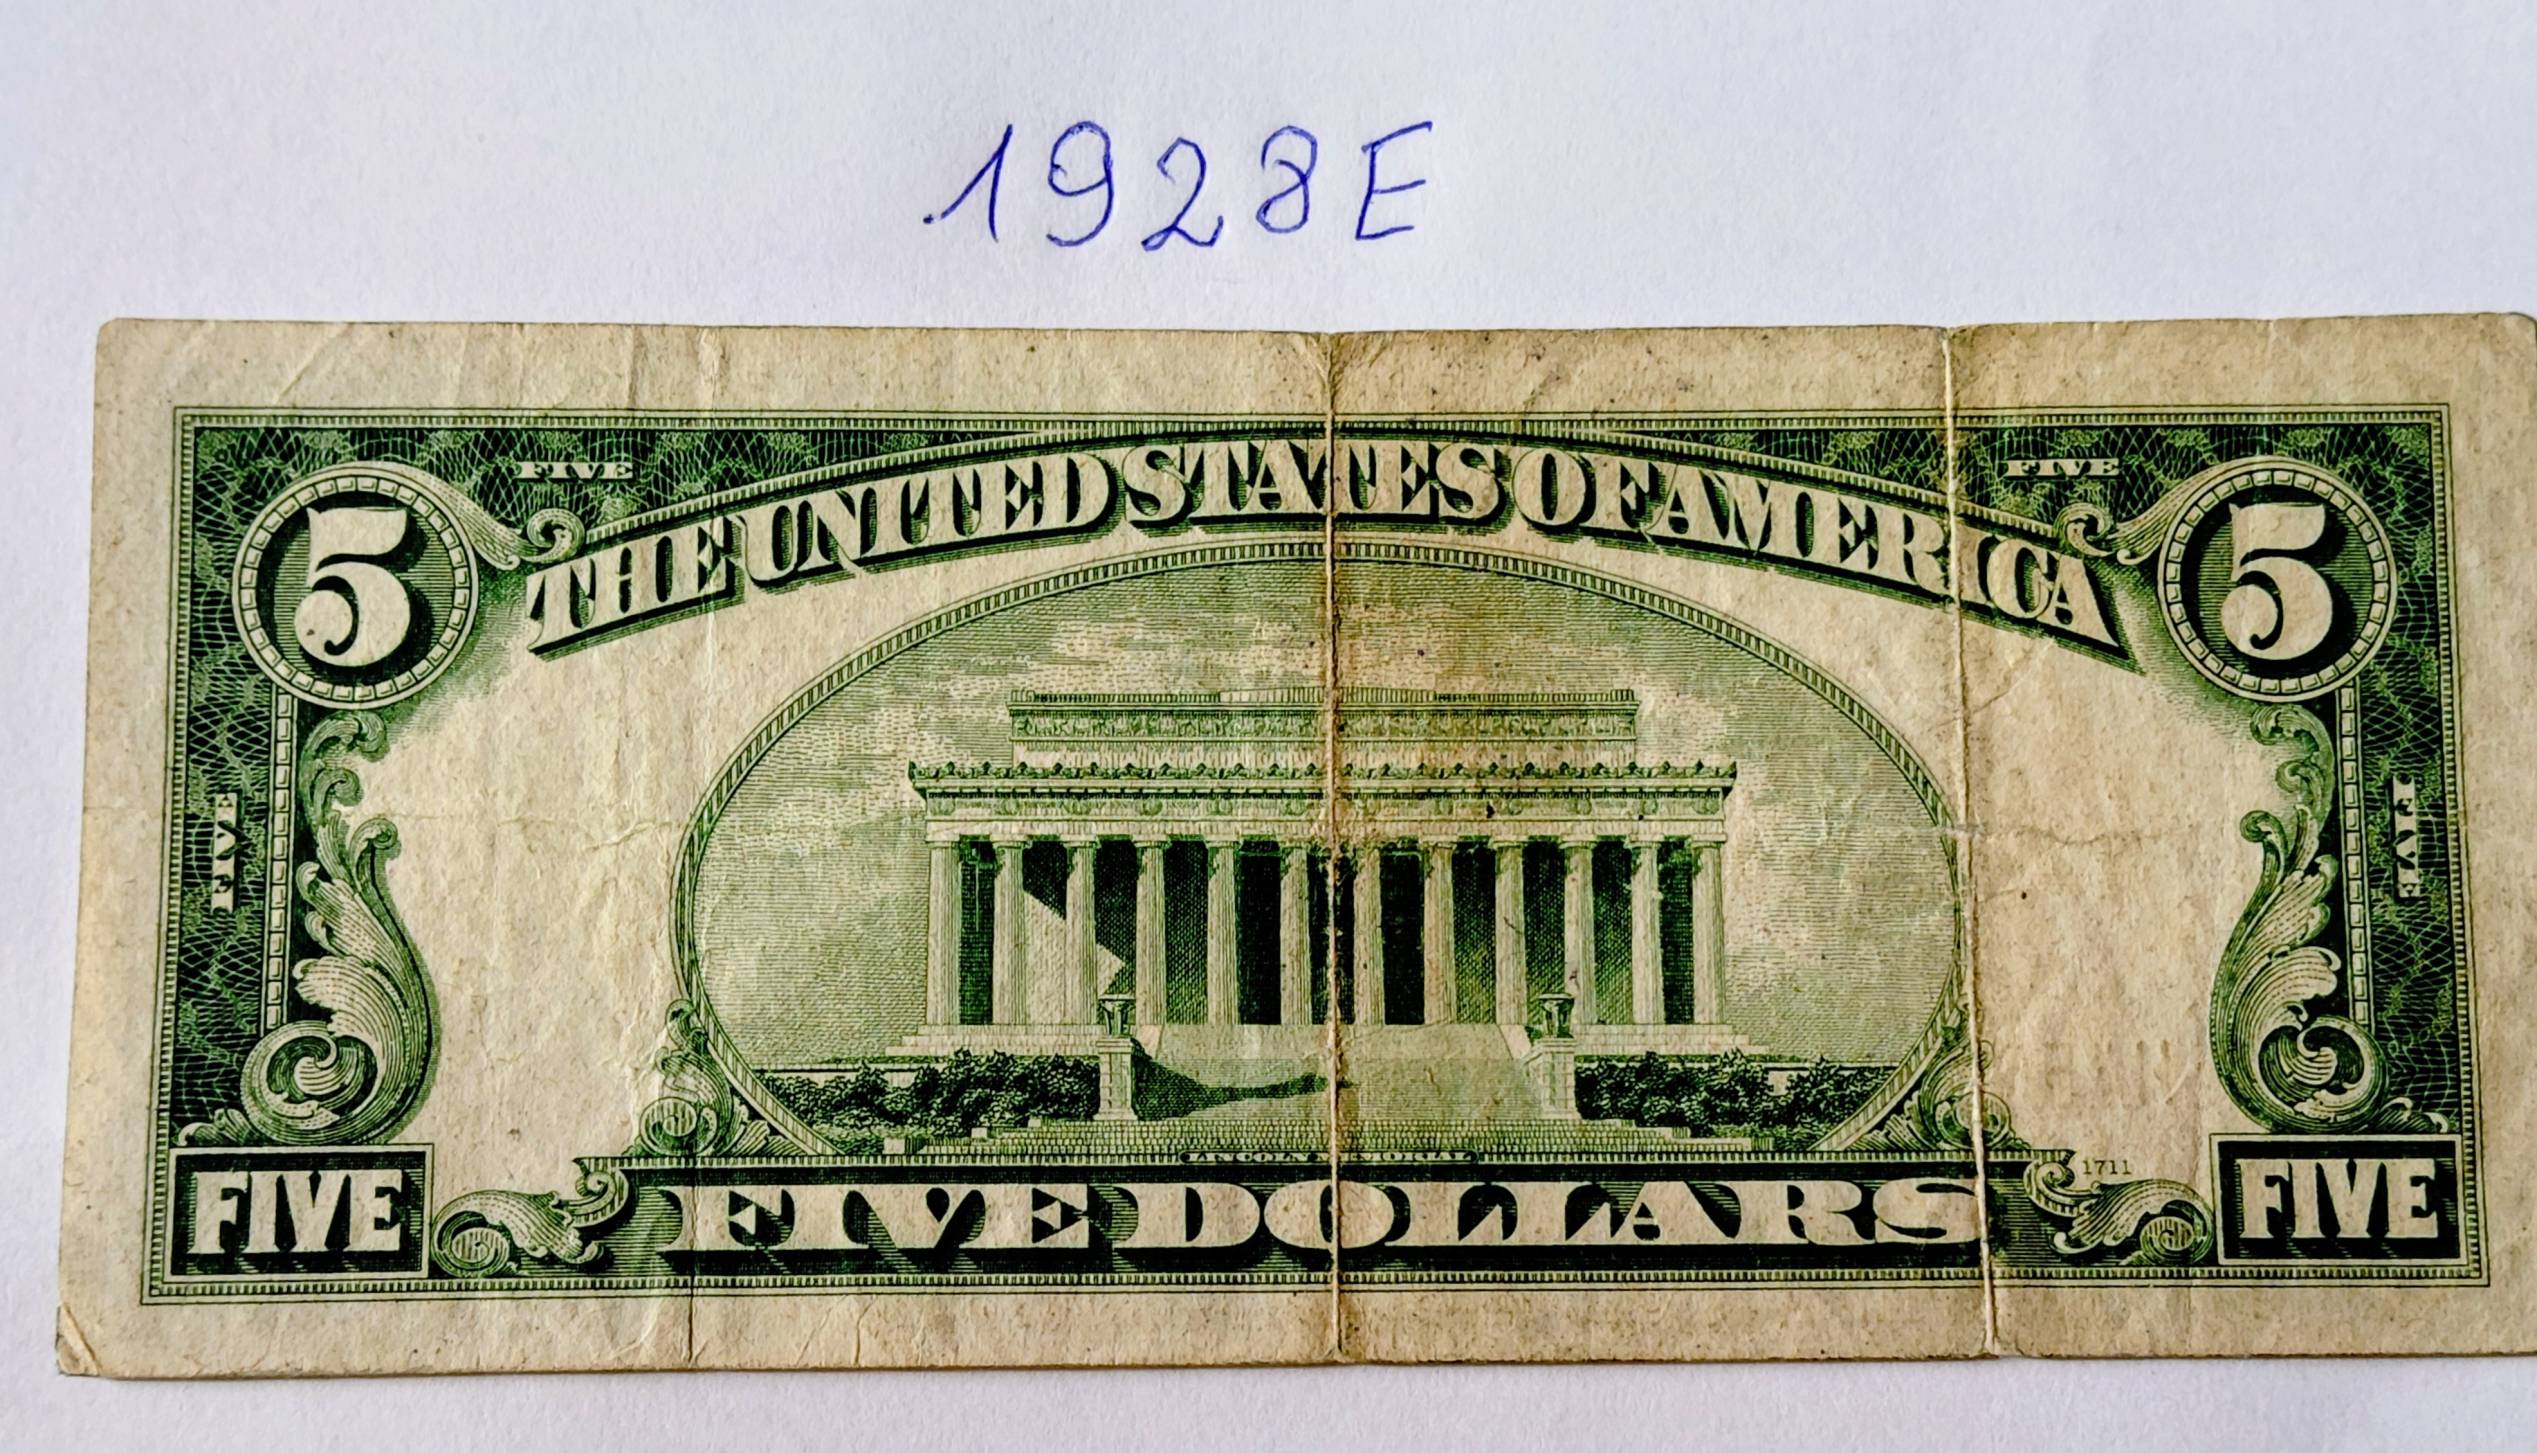 1928E
FIVE FIVE
5 THE UNITED STATES OF AMERICA 5
FIVE FIVE
LINCOLN MEMORIAL
1711
FIVE FIVE DOLLARS FIVE